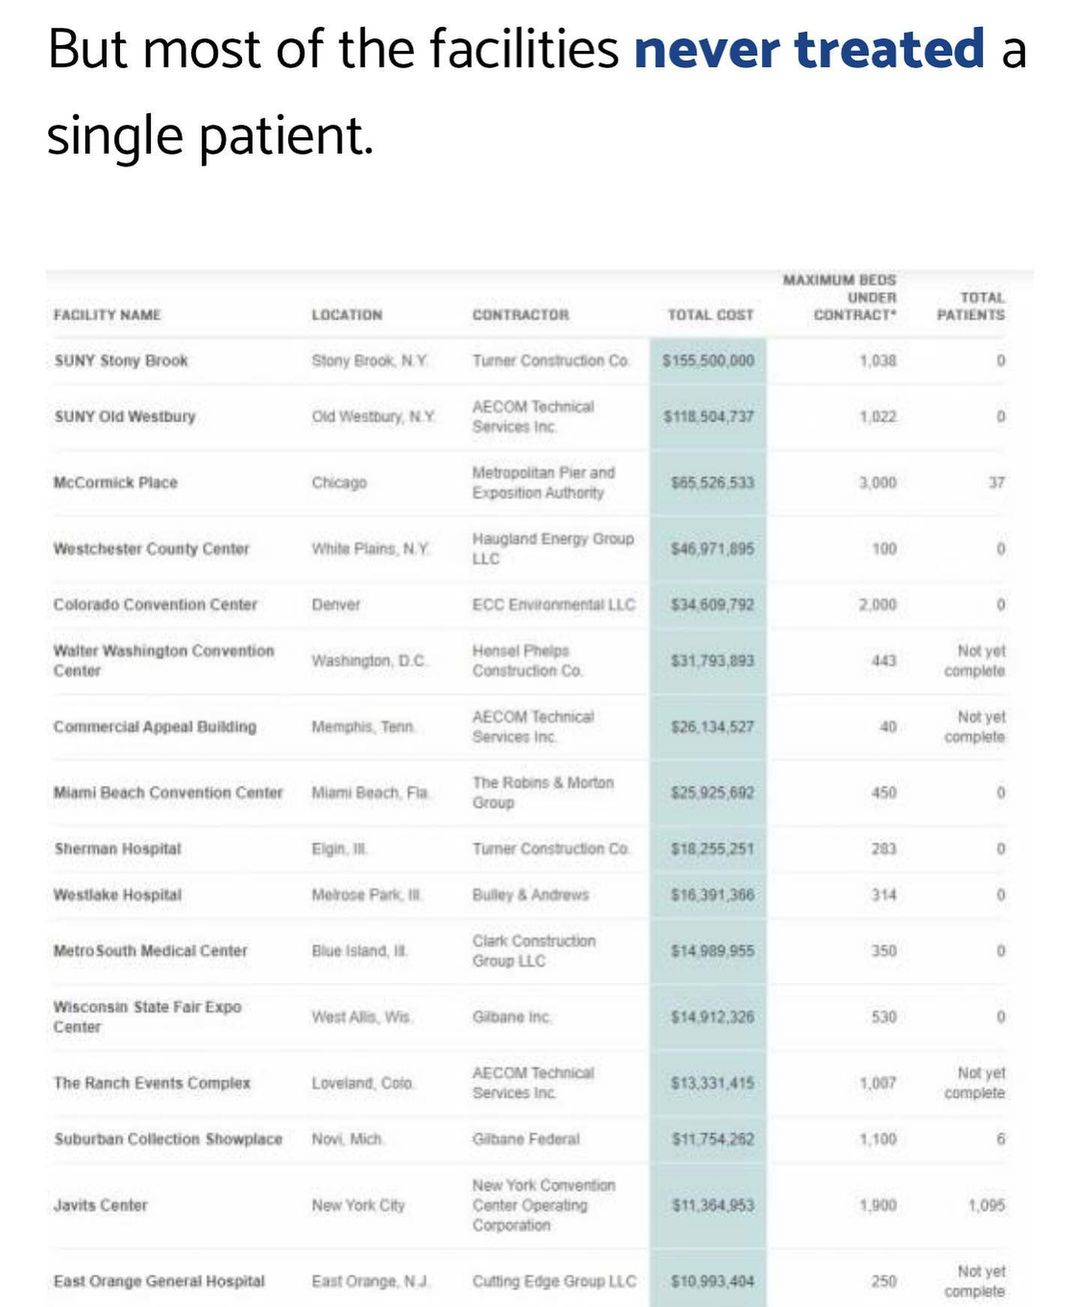 But most of the facilities never treated a
single patient.
FACILITY NAME LOCATION CONTRACTOR TOTAL COST MAXIMUM BEDS UNDER CONTRACT* TOTAL PATIENTS
SUNY Stony Brook Stony Brook, N.Y. Turner Construction Co. $155,500,000 1,038 0
SUNY Old Westbury Old Westbury, N.Y. AECOM Technical Services Inc. $118,504,737 1,022 0
McCormick Place Chicago Metropolitan Pier and Exposition Authority $65,526,533 3,000 37
Westchester County Center White Plains, N.Y. Haugland Energy Group LLC $46,971,895 100 0
Colorado Convention Center Denver ECC Environmental LLC $34,609,792 2,000 0
Walter Washington Convention Center Washington, D.C. Hensel Phelps Construction Co. $31,793,893 443 Not yet complete
Commercial Appeal Building Memphis, Tenn. AECOM Technical Services Inc. $26,134,527 40 Not yet complete
Miami Beach Convention Center Miami Beach, Fla. The Robins & Morton Group $25,925,692 450 0
Sherman Hospital Elgin, Ill. Turner Construction Co. $18,255,251 283 0
Westlake Hospital Melrose Park, Ill. Bulley & Andrews $16,391,366 314 0
MetroSouth Medical Center Blue Island, Ill. Clark Construction Group LLC $14,989,955 350 0
Wisconsin State Fair Expo Center West Allis, Wis. Gilbane Inc. $14,912,326 530 0
The Ranch Events Complex Loveland, Colo. AECOM Technical Services Inc. $13,331,415 1,007 Not yet complete
Suburban Collection Showplace Novi, Mich. Gilbane Federal $11,754,262 1,100 6
Javits Center New York City New York Convention Center Operating Corporation $11,364,953 1,900 1,095
East Orange General Hospital East Orange, N.J. Cutting Edge Group LLC $10,993,404 250 Not yet complete